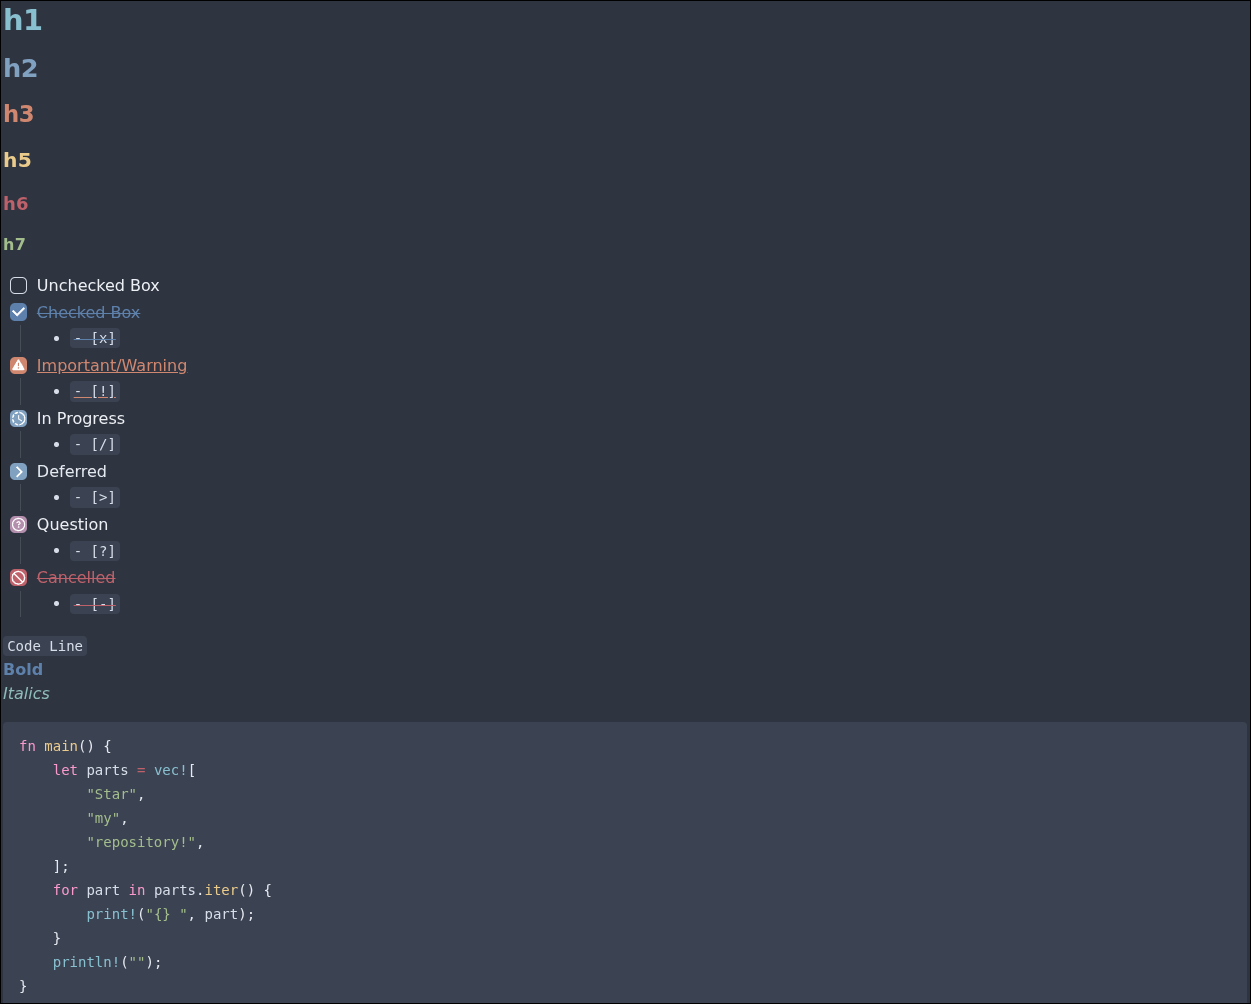 h1
h2
h3
h5
h6
h7
Unchecked Box
Checked Box
- [x]
Important/Warning
- [!]
In Progress
- [/]
Deferred
- [>]
Question
- [?]
Cancelled
- [-]
Code Line
Bold
Italics
fn main() {
    let parts = vec![
        "Star",
        "my",
        "repository!",
    ];
    for part in parts.iter() {
        print!("{} ", part);
    }
    println!("");
}